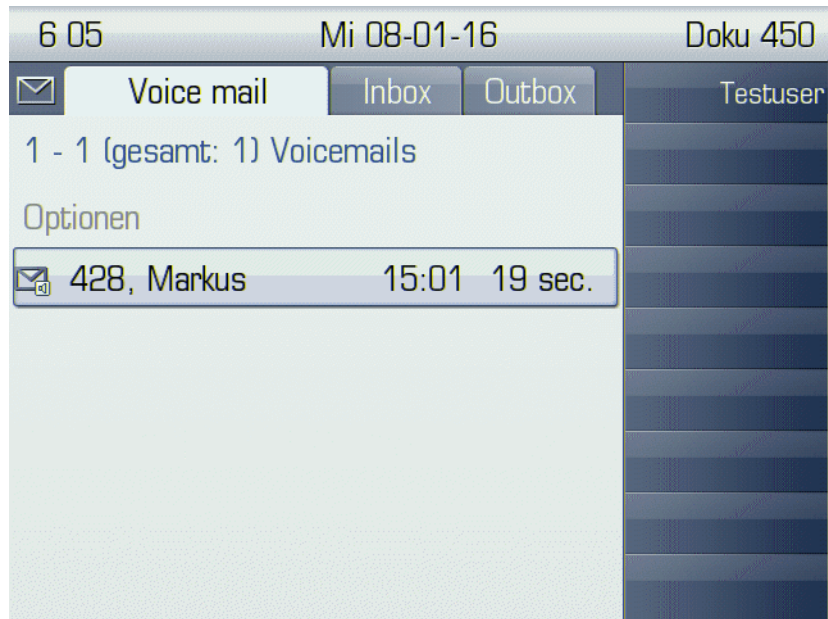 6 05 Mi 08-01-16 Doku 450
Voice mail Inbox Outbox Testuser
1 - 1 (gesamt: 1) Voicemails
Optionen
428, Markus 15:01 19 sec.